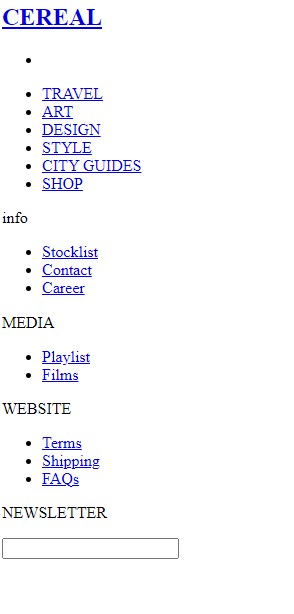 CEREAL
TRAVEL
ART
DESIGN
STYLE
CITY GUIDES
SHOP
info
Stocklist
Contact
Career
MEDIA
Playlist
Films
WEBSITE
Terms
Shipping
FAQs
NEWSLETTER